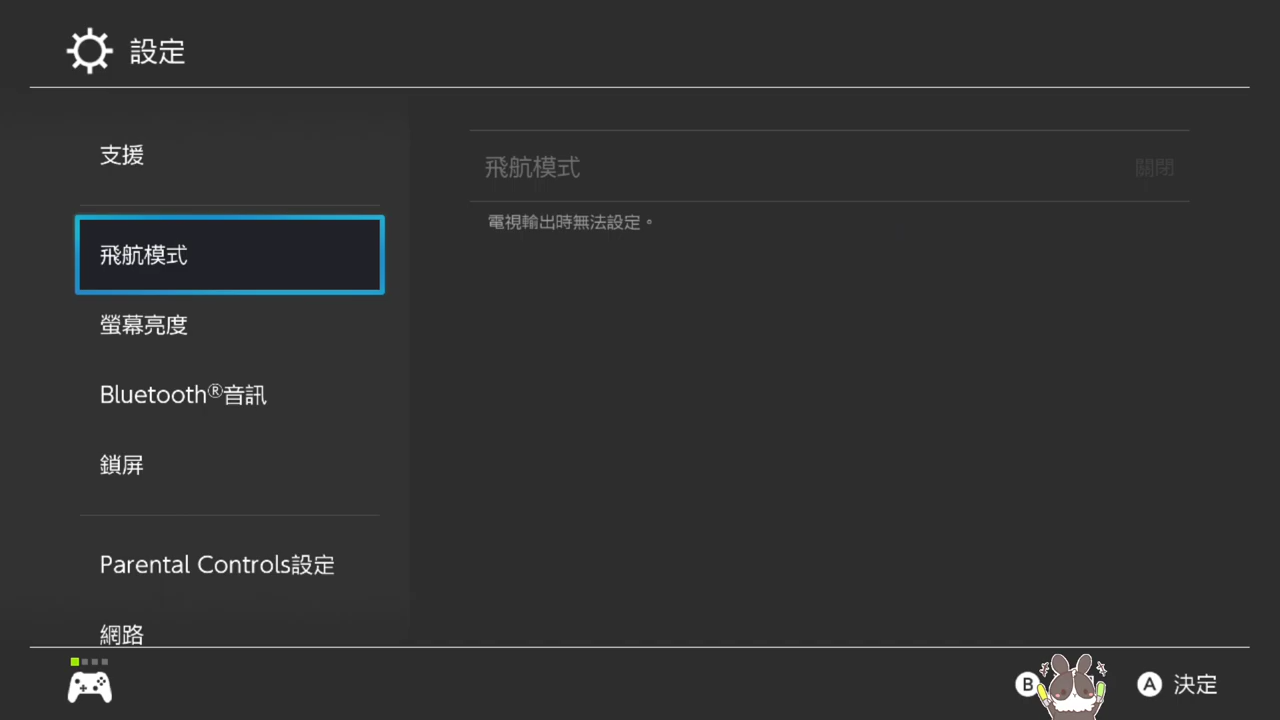 設定
支援
飛航模式
螢幕亮度
Bluetooth®音訊
鎖屏
Parental Controls設定
網路
飛航模式 關閉
電視輸出時無法設定。
B
A 決定